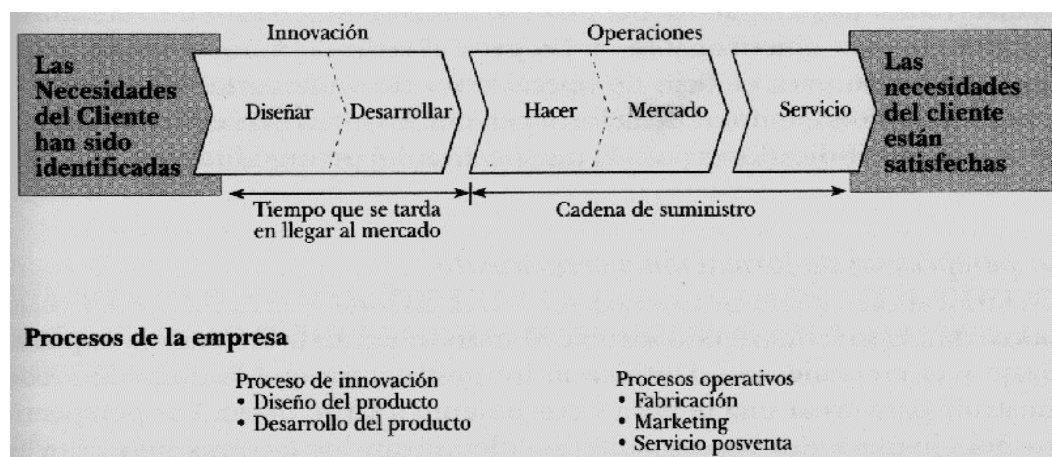 Innovación
Operaciones
Las
Necesidades
del Cliente
han sido
identificadas
Diseñar
Desarrollar
Hacer
Mercado
Servicio
Las
necesidades
del cliente
están
satisfechas
Tiempo que se tarda
en llegar al mercado
Cadena de suministro
Procesos de la empresa
Proceso de innovación
• Diseño del producto
• Desarrollo del producto
Procesos operativos
• Fabricación
• Marketing
• Servicio posventa